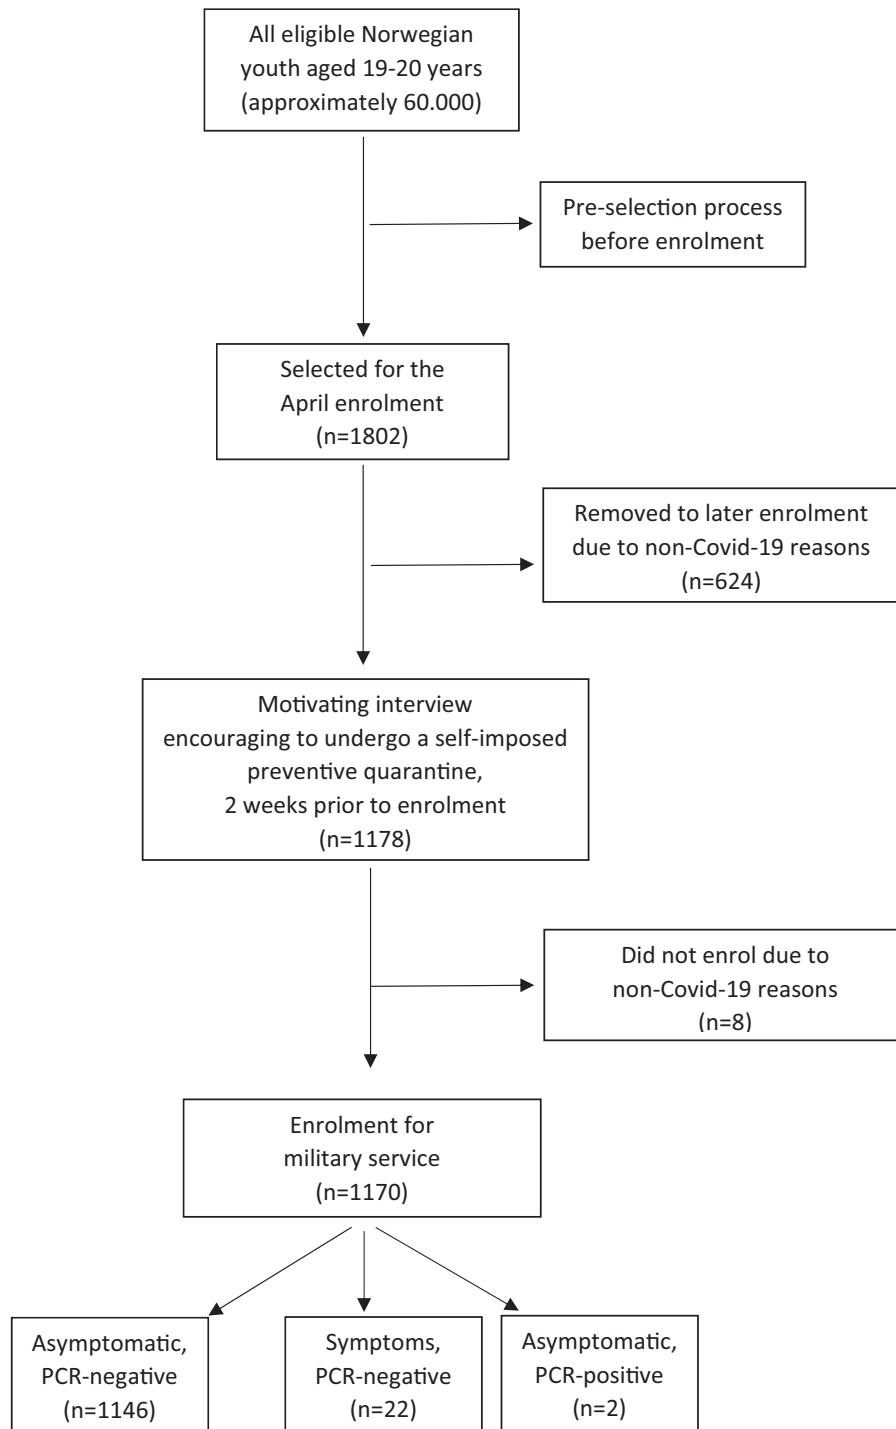 All eligible Norwegian
youth aged 19-20 years
(approximately 60.000)
Pre-selection process
before enrolment
Selected for the
April enrolment
(n=1802)
Removed to later enrolment
due to non-Covid-19 reasons
(n=624)
Motivating interview
encouraging to undergo a self-imposed
preventive quarantine,
2 weeks prior to enrolment
(n=1178)
Did not enrol due to
non-Covid-19 reasons
(n=8)
Enrolment for
military service
(n=1170)
Asymptomatic,
PCR-negative
(n=1146)
Symptoms,
PCR-negative
(n=22)
Asymptomatic,
PCR-positive
(n=2)